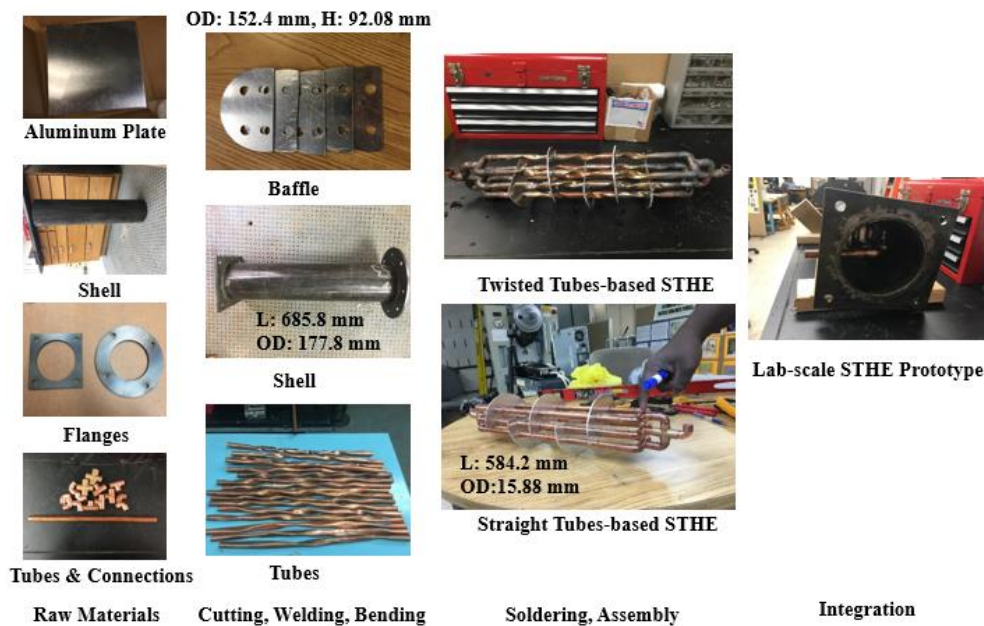 OD: 152.4 mm, H: 92.08 mm
Aluminum Plate
Baffle
Shell
L: 685.8 mm
OD: 177.8 mm
Shell
Flanges
Tubes & Connections
Tubes
Twisted Tubes-based STHE
L: 584.2 mm
OD:15.88 mm
Straight Tubes-based STHE
Lab-scale STHE Prototype
Raw Materials
Cutting, Welding, Bending
Soldering, Assembly
Integration